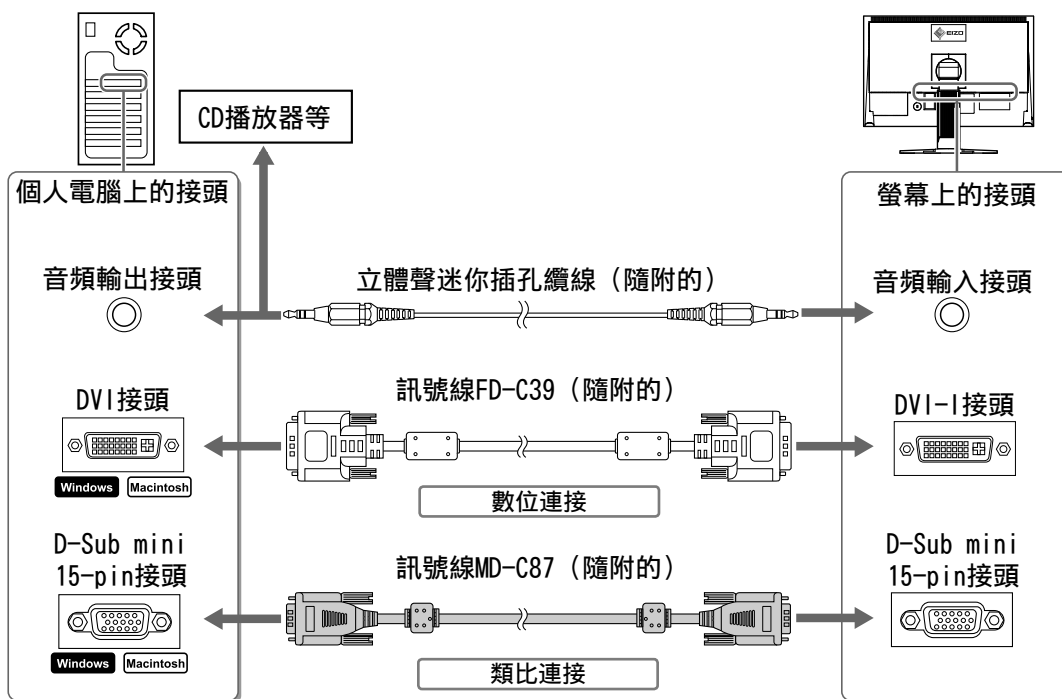 EIZO
CD播放器等
個人電腦上的接頭
螢幕上的接頭
音頻輸出接頭
立體聲迷你插孔纜線（隨附的）
音頻輸入接頭
DVI接頭
訊號線FD-C39（隨附的）
DVI-I接頭
Windows Macintosh
數位連接
D-Sub mini
15-pin接頭
訊號線MD-C87（隨附的）
D-Sub mini
15-pin接頭
Windows Macintosh
類比連接